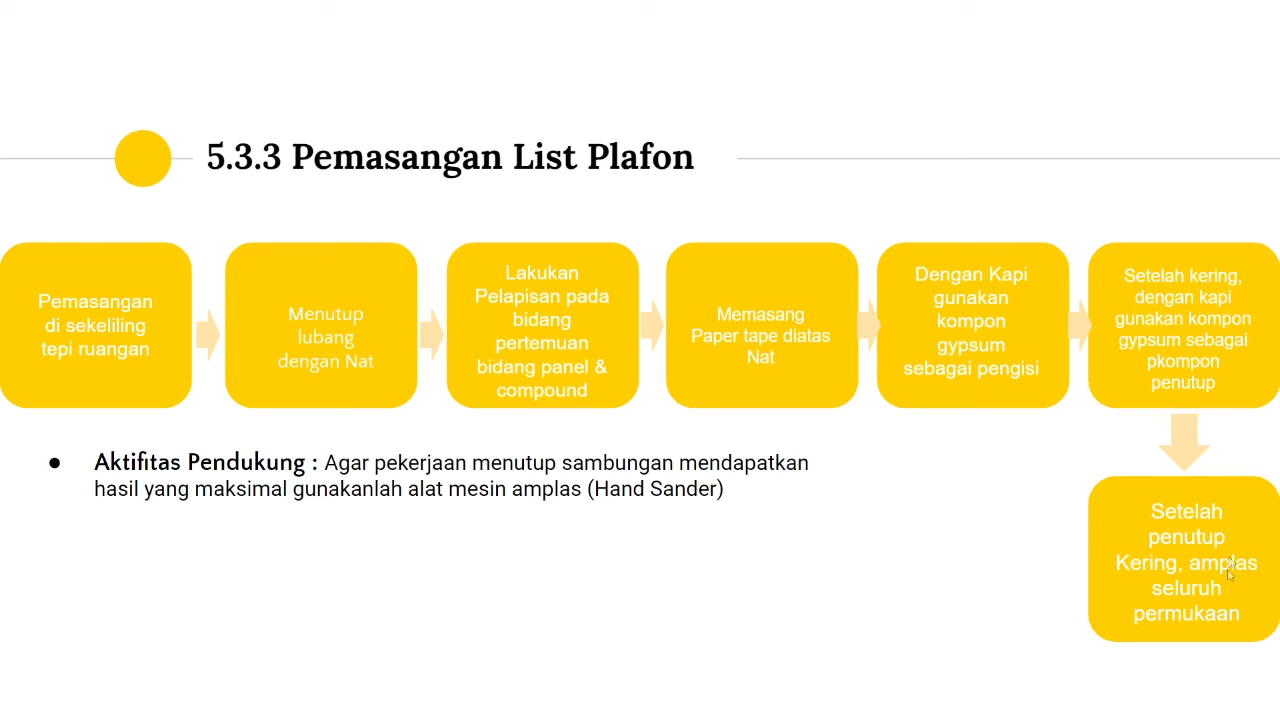 5.3.3 Pemasangan List Plafon
Pemasangan
di sekeliling
tepi ruangan
Menutup
lubang
dengan Nat
Lakukan
Pelapisan pada
bidang
pertemuan
bidang panel &
compound
Memasang
Paper tape diatas
Nat
Dengan Kapi
gunakan
kompon
gypsum
sebagai pengisi
Setelah kering,
dengan kapi
gunakan kompon
gypsum sebagai
pkompon
penutup
Setelah
penutup
Kering, amplas
seluruh
permukaan
● Aktifitas Pendukung : Agar pekerjaan menutup sambungan mendapatkan
hasil yang maksimal gunakanlah alat mesin amplas (Hand Sander)